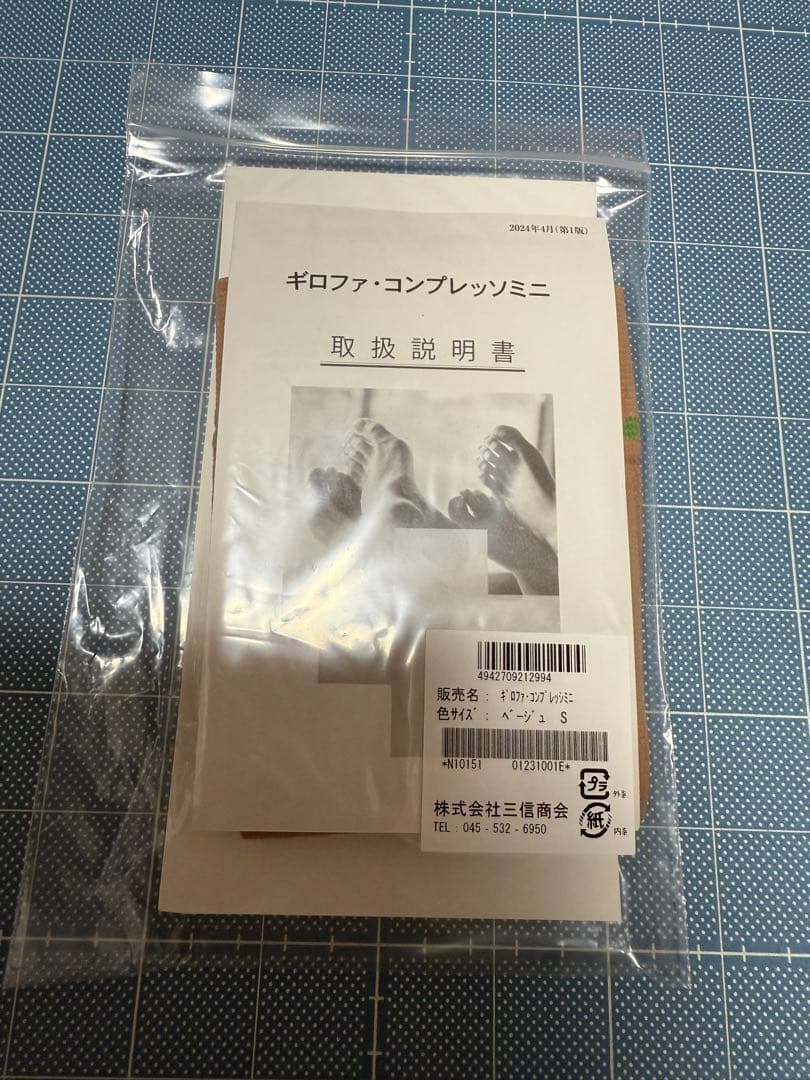 2024年4月(第1版)
ギロファ・コンプレッソミニ
取扱説明書
4942709212994
販売名: ｷﾞﾛﾌｧ･ｺﾝﾌﾟﾚｯｼﾐﾆ
色ｻｲｽﾞ: ﾍﾞｰｼﾞｭ S
*N10151 01231001E*
プラ 外条
株式会社三信商会
紙 内条
TEL : 045 - 532 - 6950